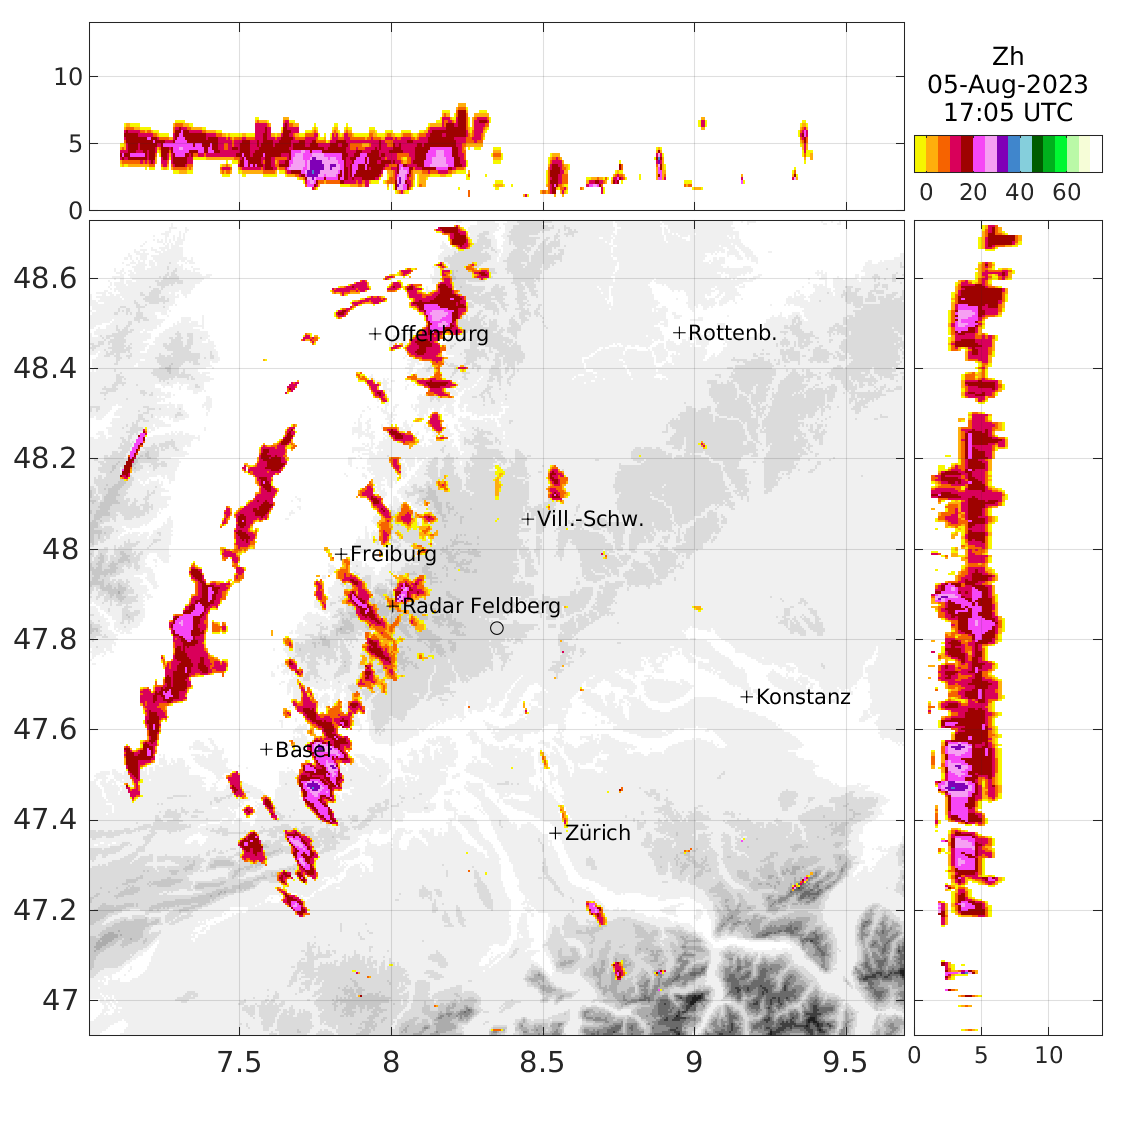 Zh
05-Aug-2023
17:05 UTC
0 20 40 60
10
5
0
48.6
48.4
48.2
48
47.8
47.6
47.4
47.2
47
+Offenburg
+Rottenb.
+Vill.-Schw.
+Freiburg
+Radar Feldberg
+Konstanz
+Basel
+Zürich
7.5 8 8.5 9 9.5
0 5 10